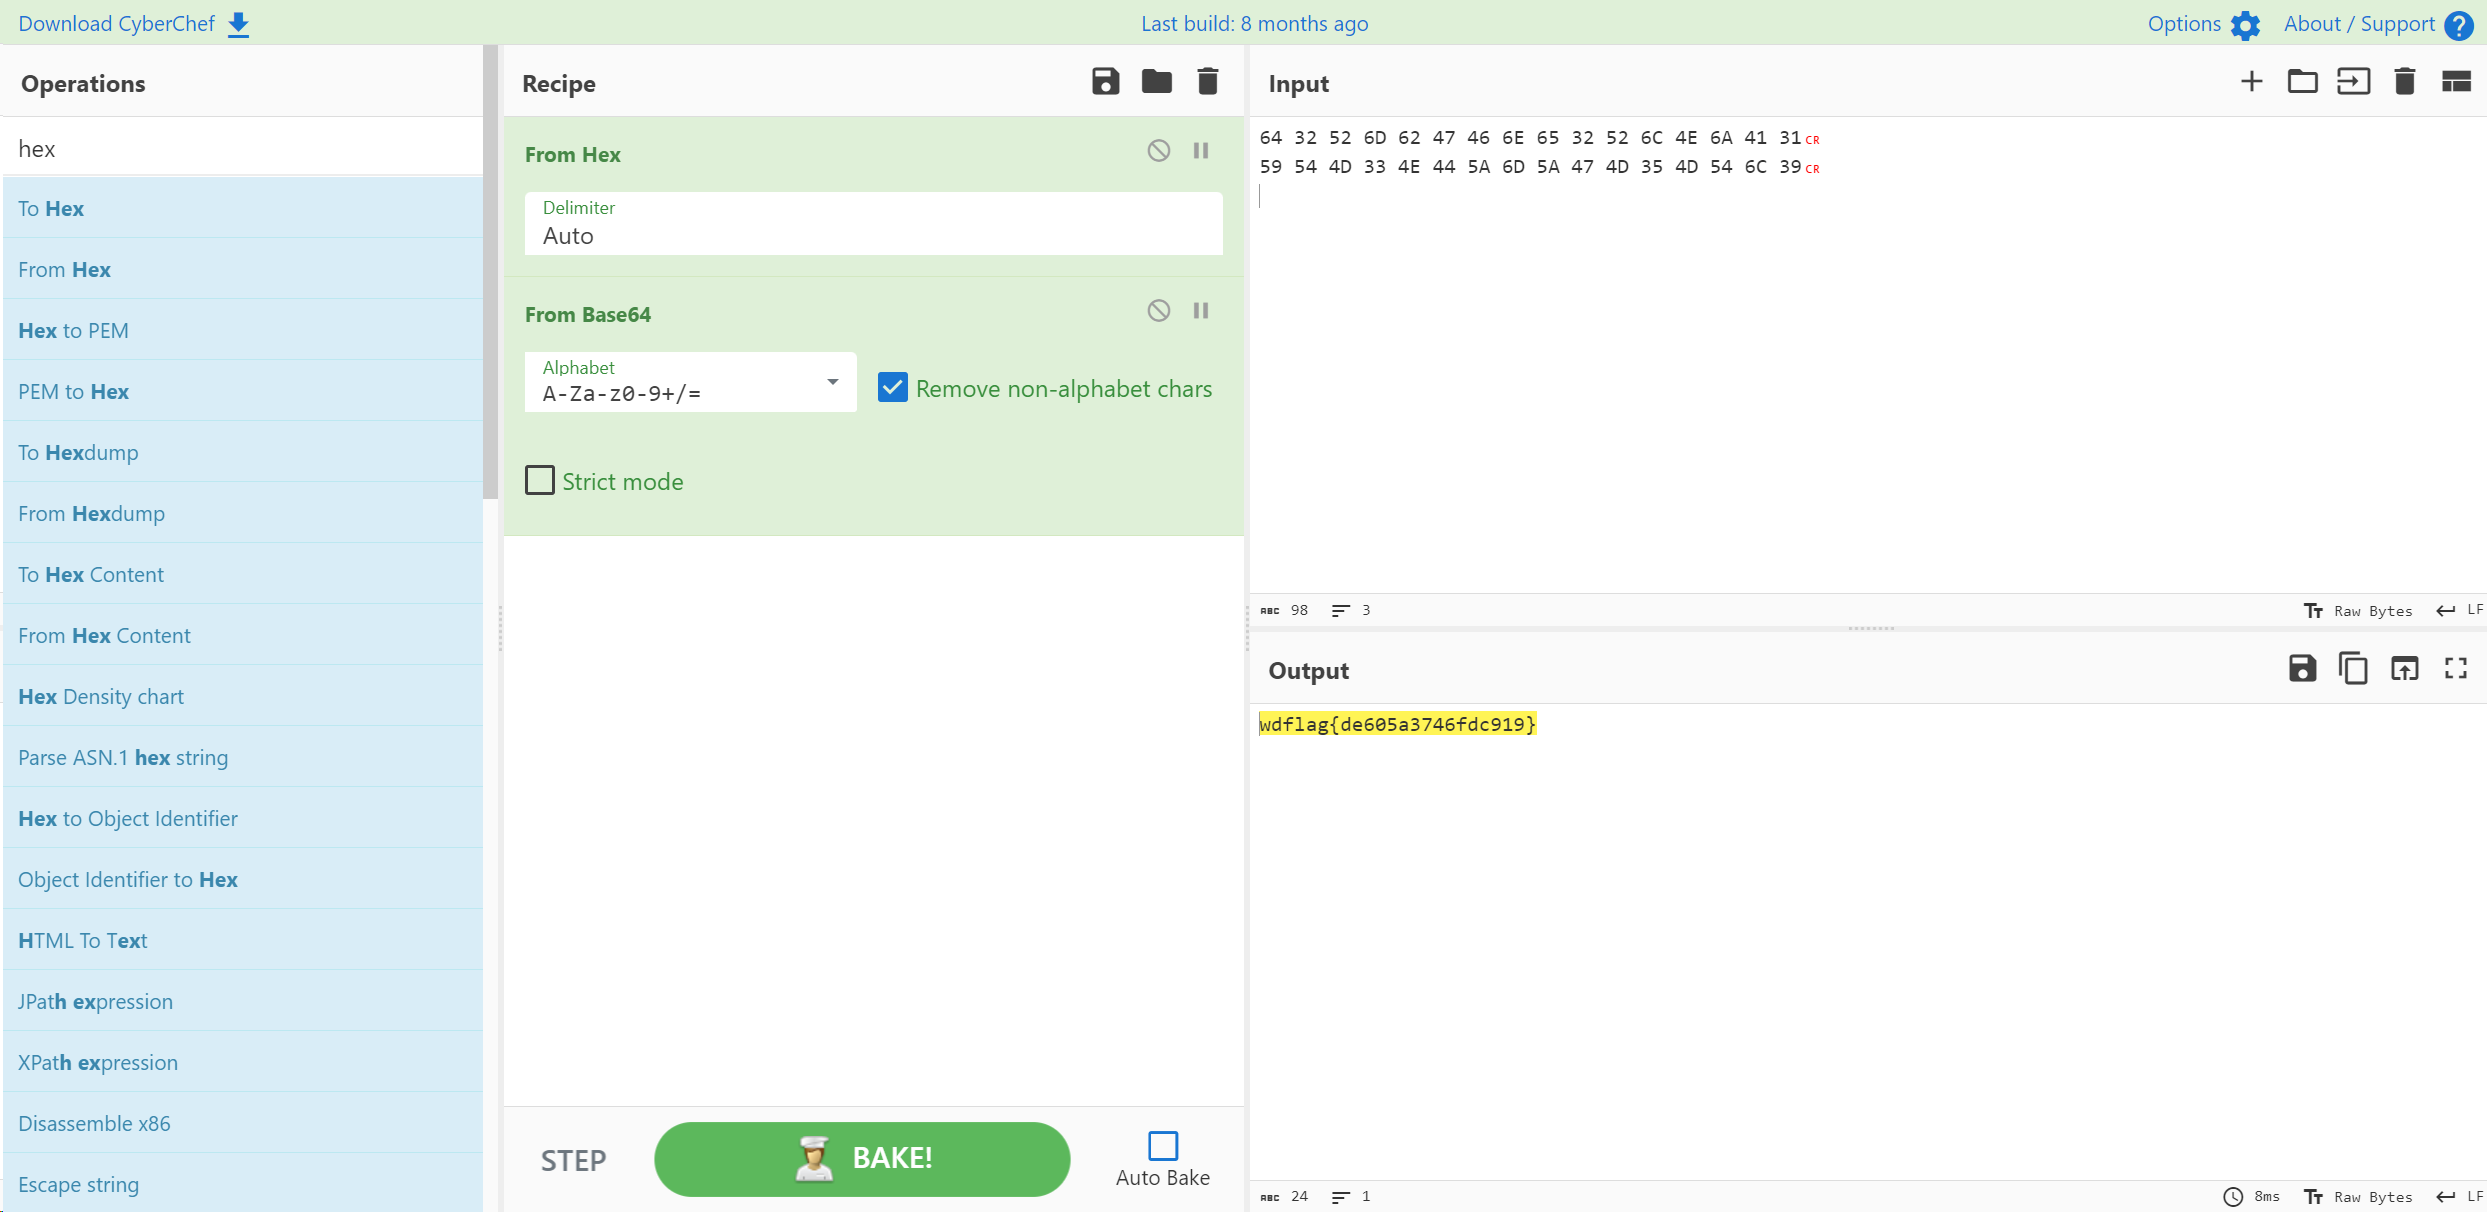 Download CyberChef
Last build: 8 months ago
Options
About / Support
Operations
hex
To Hex
From Hex
Hex to PEM
PEM to Hex
To Hexdump
From Hexdump
To Hex Content
From Hex Content
Hex Density chart
Parse ASN.1 hex string
Hex to Object Identifier
Object Identifier to Hex
HTML To Text
JPath expression
XPath expression
Disassemble x86
Escape string
Recipe
From Hex
Delimiter
Auto
From Base64
Alphabet
A-Za-z0-9+/=
Remove non-alphabet chars
Strict mode
STEP
BAKE!
Auto Bake
Input
64 32 52 6D 62 47 46 6E 65 32 52 6C 4E 6A 41 31CR
59 54 4D 33 4E 44 5A 6D 5A 47 4D 35 4D 54 6C 39CR
ABC 98 3
Tт Raw Bytes LF
Output
wdflag{de605a3746fdc919}
ABC 24 1
8ms Tт Raw Bytes LF